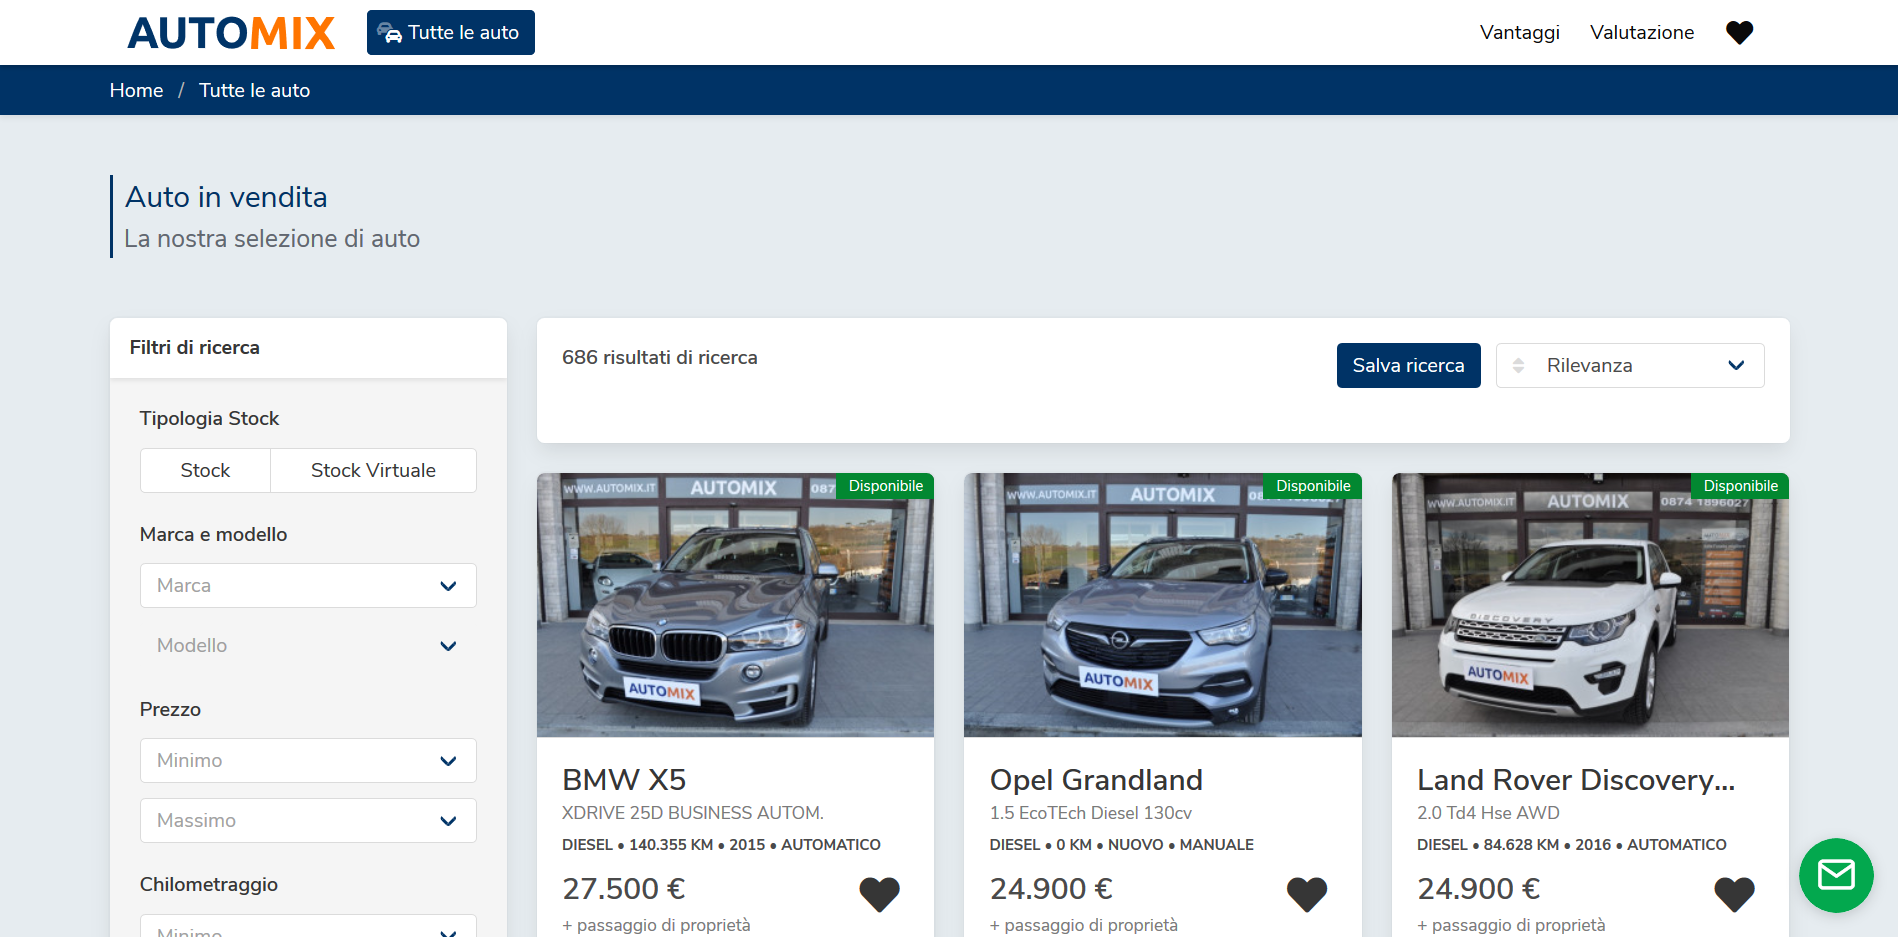 AUTOMIX
Tutte le auto
Vantaggi
Valutazione
Home / Tutte le auto
Auto in vendita
La nostra selezione di auto
Filtri di ricerca
686 risultati di ricerca
Salva ricerca
Rilevanza
Tipologia Stock
Stock
Stock Virtuale
Marca e modello
Marca
Modello
Prezzo
Minimo
Massimo
Chilometraggio
Minimo
Disponibile
WWW.AUTOMIX.IT
AUTOMIX
087
AUTOMIX
BMW X5
XDRIVE 25D BUSINESS AUTOM.
DIESEL • 140.355 KM • 2015 • AUTOMATICO
27.500 €
+ passaggio di proprietà
Disponibile
WWW.AUTOMIX.IT
AUTOMIX
AUTOMIX
Opel Grandland
1.5 EcoTEch Diesel 130cv
DIESEL • 0 KM • NUOVO • MANUALE
24.900 €
+ passaggio di proprietà
Disponibile
WWW.AUTOMIX.IT
AUTOMIX
0874 1896027
DISCOVERY
AUTOMIX
Land Rover Discovery...
2.0 Td4 Hse AWD
DIESEL • 84.628 KM • 2016 • AUTOMATICO
24.900 €
+ passaggio di proprietà